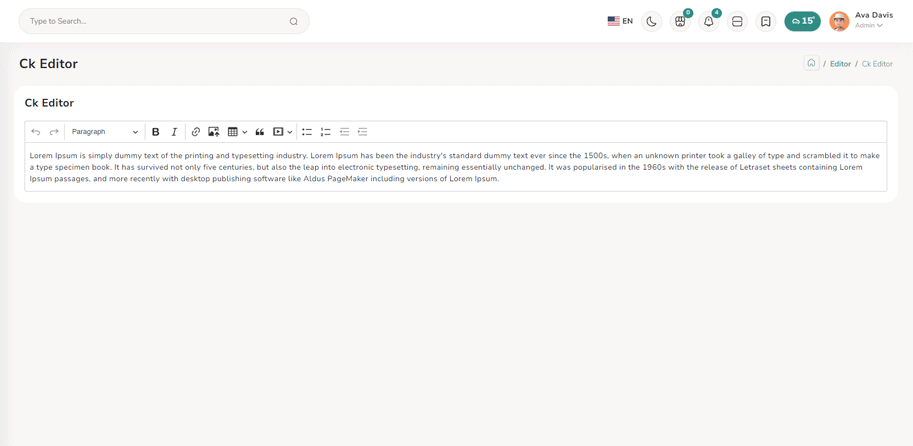 Type to Search...
EN
0
4
15°
Ava Davis
Admin
Ck Editor
/ Editor / Ck Editor
Ck Editor
Paragraph
B I
Lorem Ipsum is simply dummy text of the printing and typesetting industry. Lorem Ipsum has been the industry's standard dummy text ever since the 1500s, when an unknown printer took a galley of type and scrambled it to make
a type specimen book. It has survived not only five centuries, but also the leap into electronic typesetting, remaining essentially unchanged. It was popularised in the 1960s with the release of Letraset sheets containing Lorem
Ipsum passages, and more recently with desktop publishing software like Aldus PageMaker including versions of Lorem Ipsum.